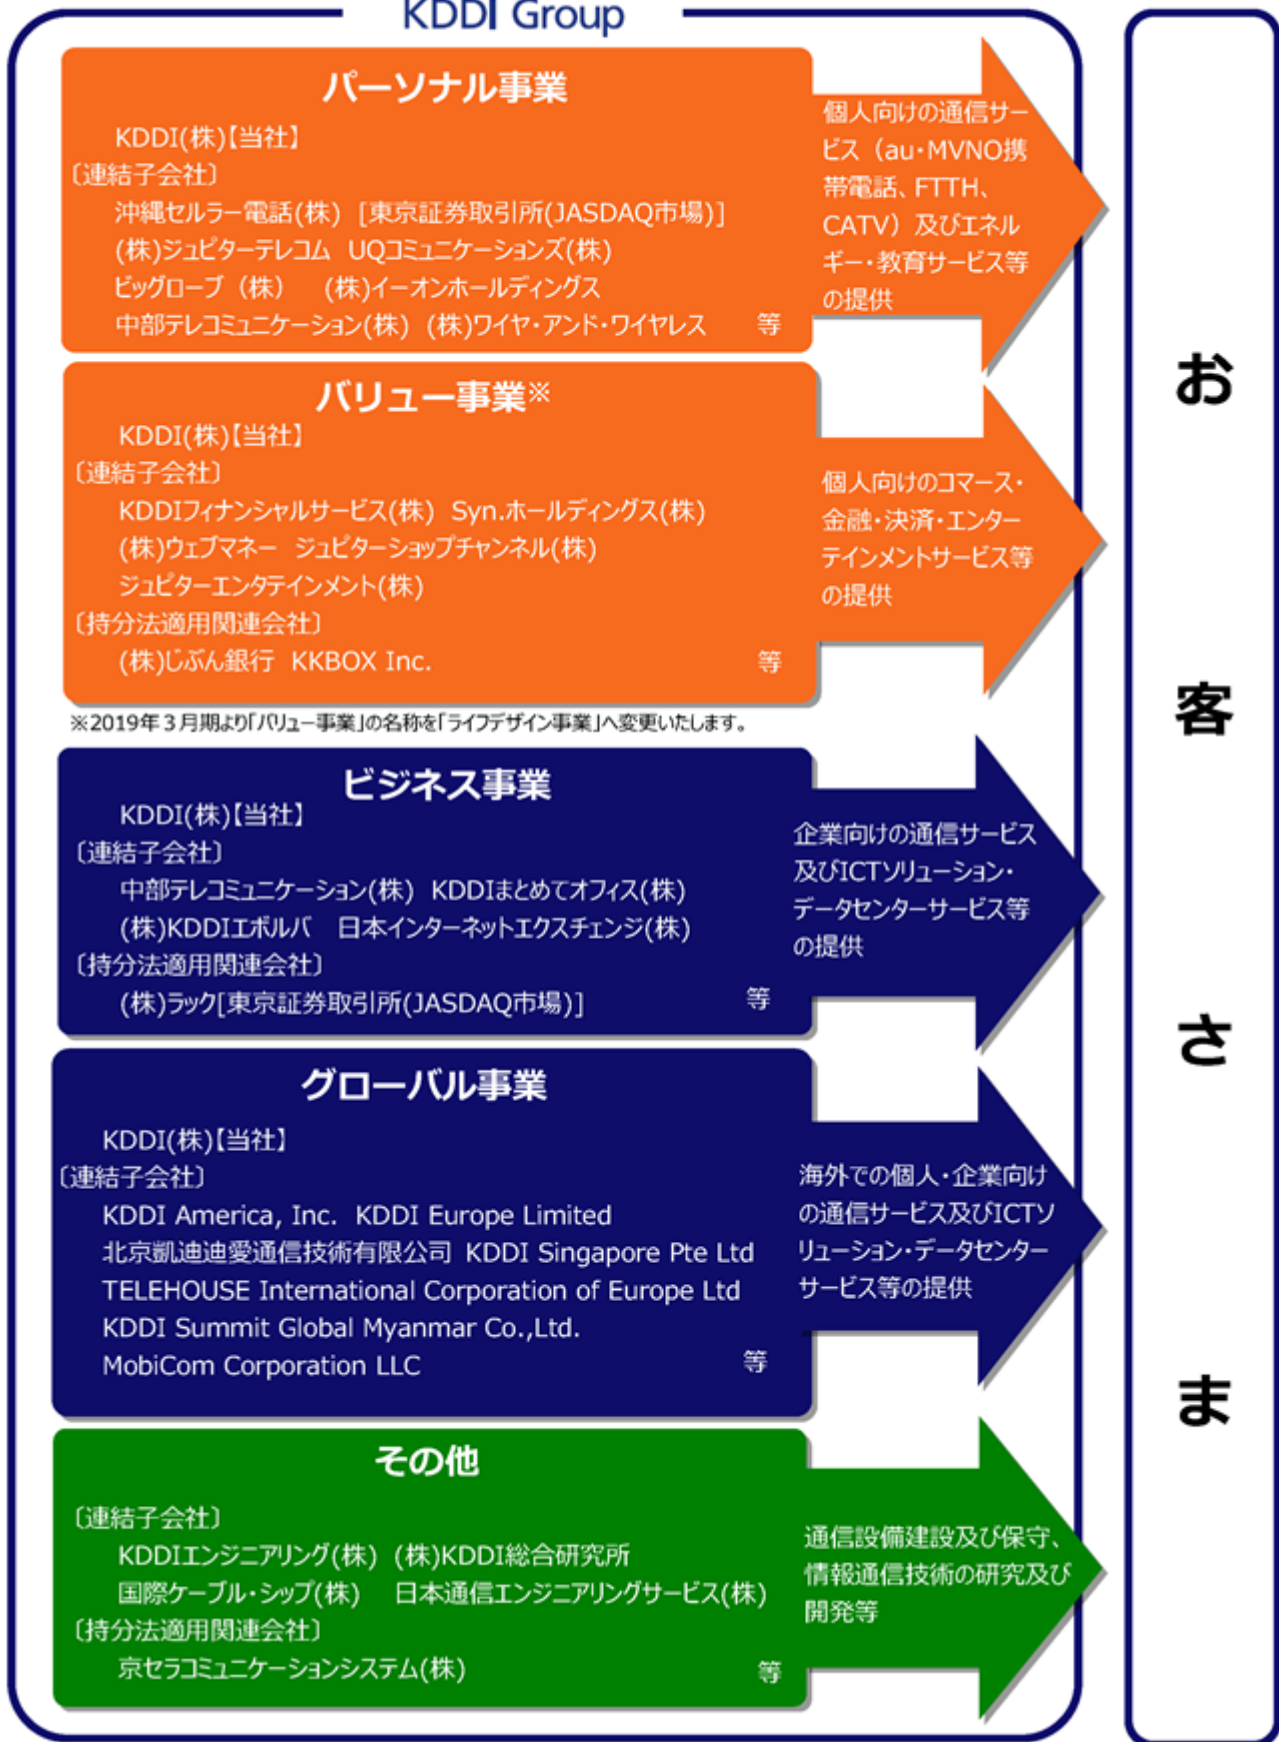 KDDI Group
パーソナル事業
KDDI(株)【当社】
〔連結子会社〕
沖縄セルラー電話(株) [東京証券取引所(JASDAQ市場)]
(株)ジュピターテレコム UQコミュニケーションズ(株)
ビッグローブ（株） (株)イーオンホールディングス
中部テレコミュニケーション(株) (株)ワイヤ・アンド・ワイヤレス 等
個人向けの通信サー
ビス（au・MVNO携
帯電話、FTTH、
CATV）及びエネル
ギー・教育サービス等
の提供
バリュー事業※
KDDI(株)【当社】
〔連結子会社〕
KDDIフィナンシャルサービス(株) Syn.ホールディングス(株)
(株)ウェブマネー ジュピターショップチャンネル(株)
ジュピターエンタテインメント(株)
〔持分法適用関連会社〕
(株)じぶん銀行 KKBOX Inc. 等
個人向けのコマース・
金融・決済・エンター
テインメントサービス等
の提供
※2019年３月期より「バリュー事業」の名称を「ライフデザイン事業」へ変更いたします。
ビジネス事業
KDDI(株)【当社】
〔連結子会社〕
中部テレコミュニケーション(株) KDDIまとめてオフィス(株)
(株)KDDIエボルバ 日本インターネットエクスチェンジ(株)
〔持分法適用関連会社〕
(株)ラック[東京証券取引所(JASDAQ市場)] 等
企業向けの通信サービス
及びICTソリューション・
データセンターサービス等
の提供
グローバル事業
KDDI(株)【当社】
〔連結子会社〕
KDDI America, Inc. KDDI Europe Limited
北京凱迪迪愛通信技術有限公司 KDDI Singapore Pte Ltd
TELEHOUSE International Corporation of Europe Ltd
KDDI Summit Global Myanmar Co.,Ltd.
MobiCom Corporation LLC 等
海外での個人・企業向け
の通信サービス及びICTソ
リューション・データセンター
サービス等の提供
その他
〔連結子会社〕
KDDIエンジニアリング(株) (株)KDDI総合研究所
国際ケーブル・シップ(株) 日本通信エンジニアリングサービス(株)
〔持分法適用関連会社〕
京セラコミュニケーションシステム(株) 等
通信設備建設及び保守、
情報通信技術の研究及び
開発等
お客さま